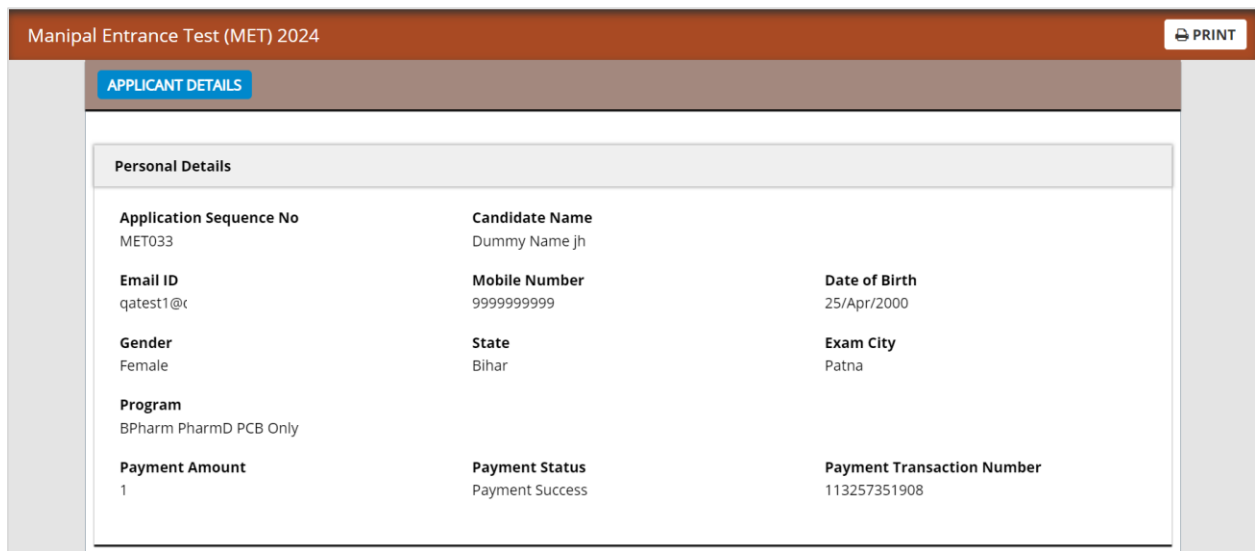 Manipal Entrance Test (MET) 2024
PRINT
APPLICANT DETAILS
Personal Details
Application Sequence No Candidate Name
MET033 Dummy Name jh
Email ID Mobile Number Date of Birth
qatest1@ 9999999999 25/Apr/2000
Gender State Exam City
Female Bihar Patna
Program
BPharm PharmD PCB Only
Payment Amount Payment Status Payment Transaction Number
1 Payment Success 113257351908